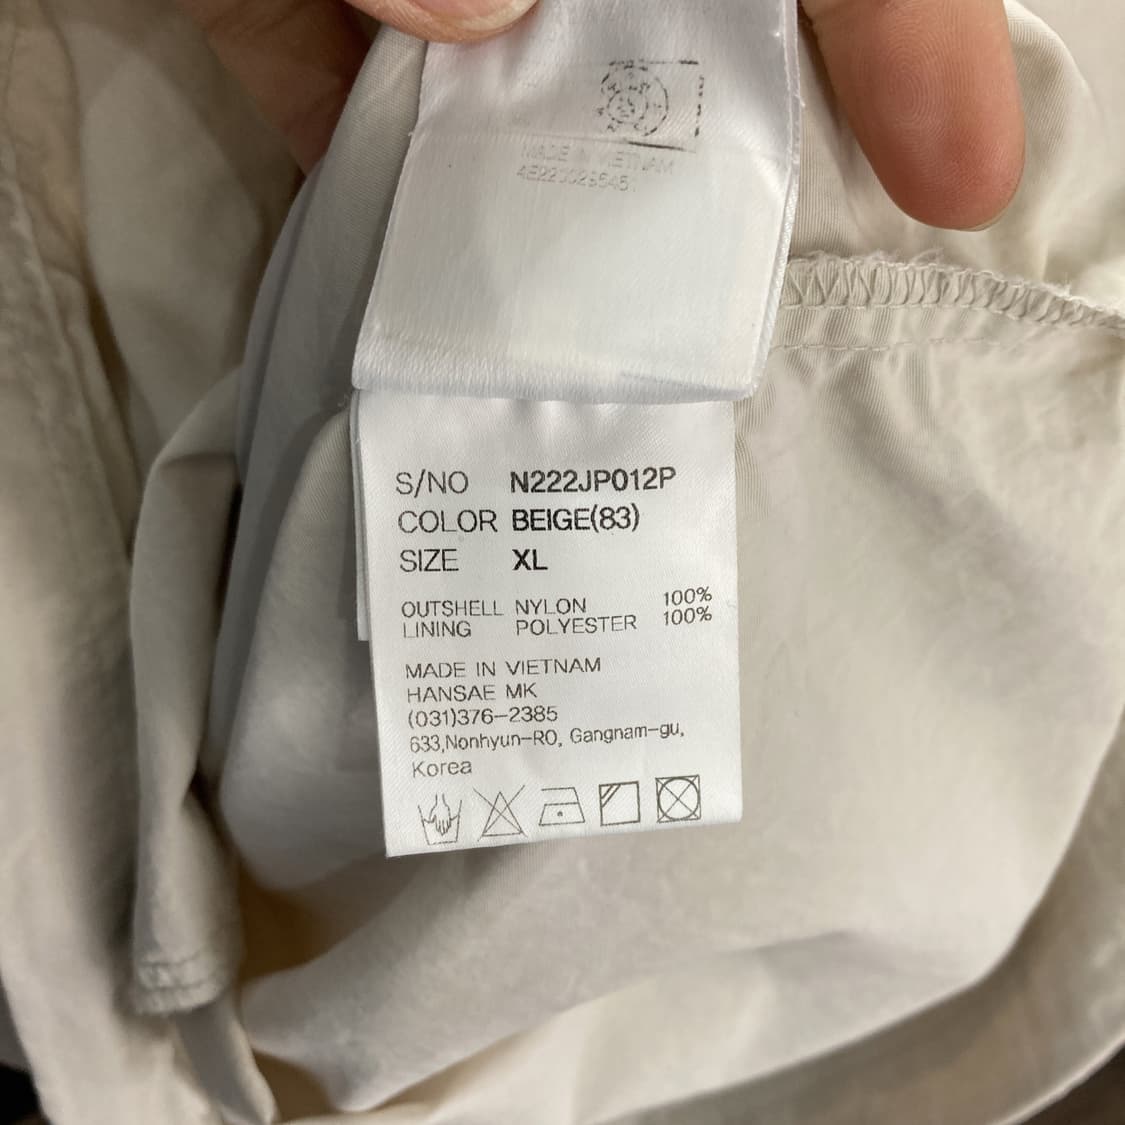 MADE IN VIETNAM
S/NO N222JP012P
COLOR BEIGE(83)
SIZE XL
OUTSHELL NYLON 100%
LINING POLYESTER 100%
MADE IN VIETNAM
HANSAE MK
(031)376-2385
633,Nonhyun-RO, Gangnam-gu,
Korea